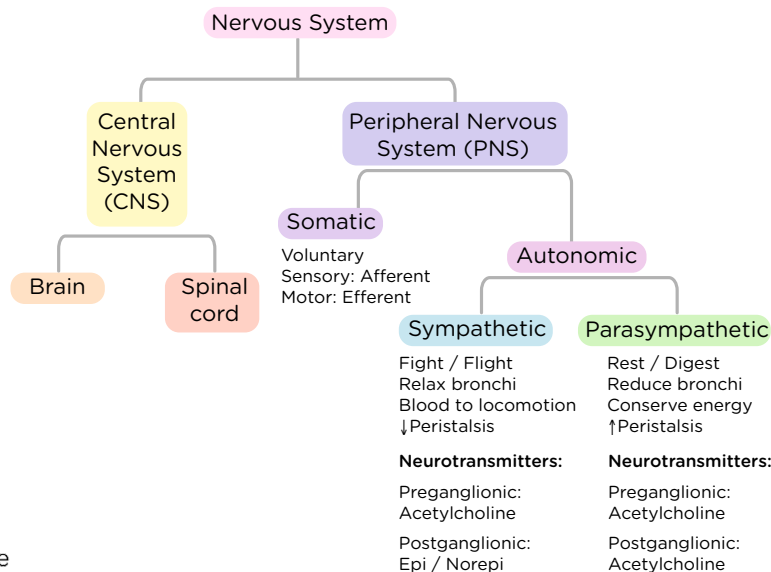 Nervous System
Central
Nervous
System
(CNS)
Peripheral Nervous
System (PNS)
Brain
Spinal
cord
Somatic
Voluntary
Sensory: Afferent
Motor: Efferent
Autonomic
Sympathetic
Fight / Flight
Relax bronchi
Blood to locomotion
↓Peristalsis
Neurotransmitters:
Preganglionic:
Acetylcholine
Postganglionic:
Epi / Norepi
Parasympathetic
Rest / Digest
Reduce bronchi
Conserve energy
↑Peristalsis
Neurotransmitters:
Preganglionic:
Acetylcholine
Postganglionic:
Acetylcholine
e